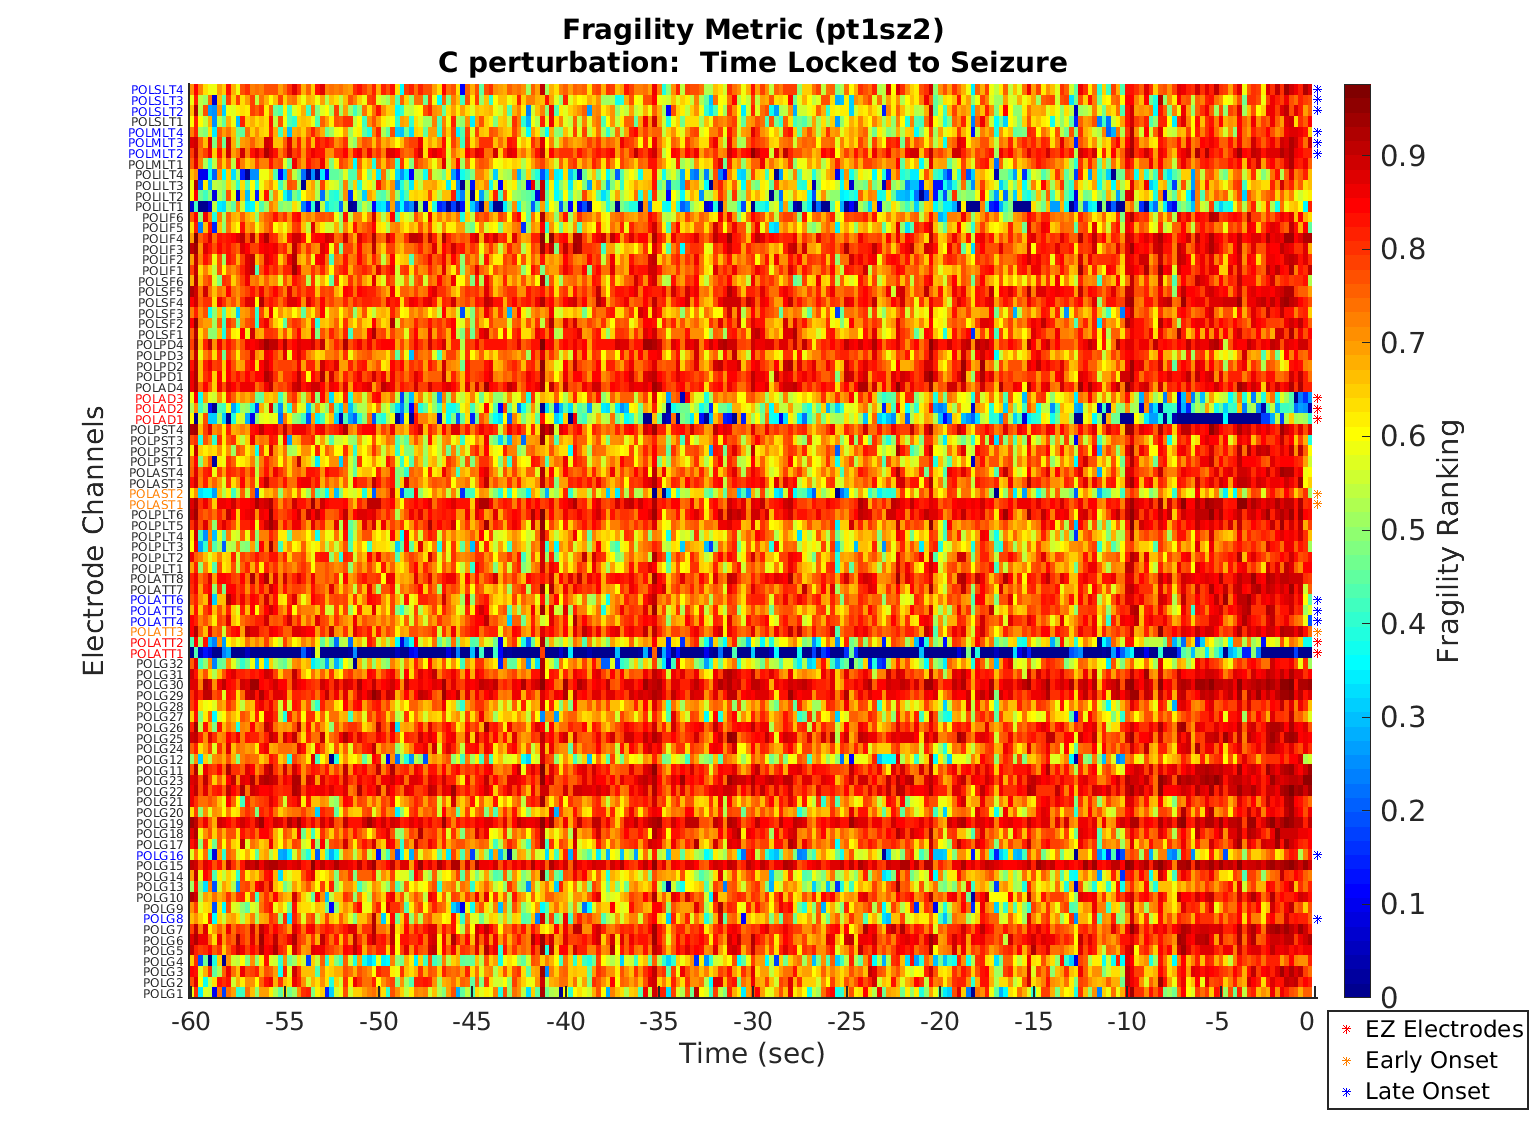 Fragility Metric (pt1sz2)
C perturbation:  Time Locked to Seizure
Electrode Channels
POLSLT4
POLSLT3
POLSLT2
POLSLT1
POLMLT4
POLMLT3
POLMLT2
POLMLT1
POLILT4
POLILT3
POLILT2
POLILT1
POLIF6
POLIF5
POLIF4
POLIF3
POLIF2
POLIF1
POLSF6
POLSF5
POLSF4
POLSF3
POLSF2
POLSF1
POLPD4
POLPD3
POLPD2
POLPD1
POLAD4
POLAD3
POLAD2
POLAD1
POLPST4
POLPST3
POLPST2
POLPST1
POLAST4
POLAST3
POLAST2
POLAST1
POLPLT6
POLPLT5
POLPLT4
POLPLT3
POLPLT2
POLPLT1
POLATT8
POLATT7
POLATT6
POLATT5
POLATT4
POLATT3
POLATT2
POLATT1
POLG32
POLG31
POLG30
POLG29
POLG28
POLG27
POLG26
POLG25
POLG24
POLG12
POLG11
POLG23
POLG22
POLG21
POLG20
POLG19
POLG18
POLG17
POLG16
POLG15
POLG14
POLG13
POLG10
POLG9
POLG8
POLG7
POLG6
POLG5
POLG4
POLG3
POLG2
POLG1
-60 -55 -50 -45 -40 -35 -30 -25 -20 -15 -10 -5 0
Time (sec)
0.9
0.8
0.7
0.6
0.5
0.4
0.3
0.2
0.1
0
Fragility Ranking
EZ Electrodes
Early Onset
Late Onset